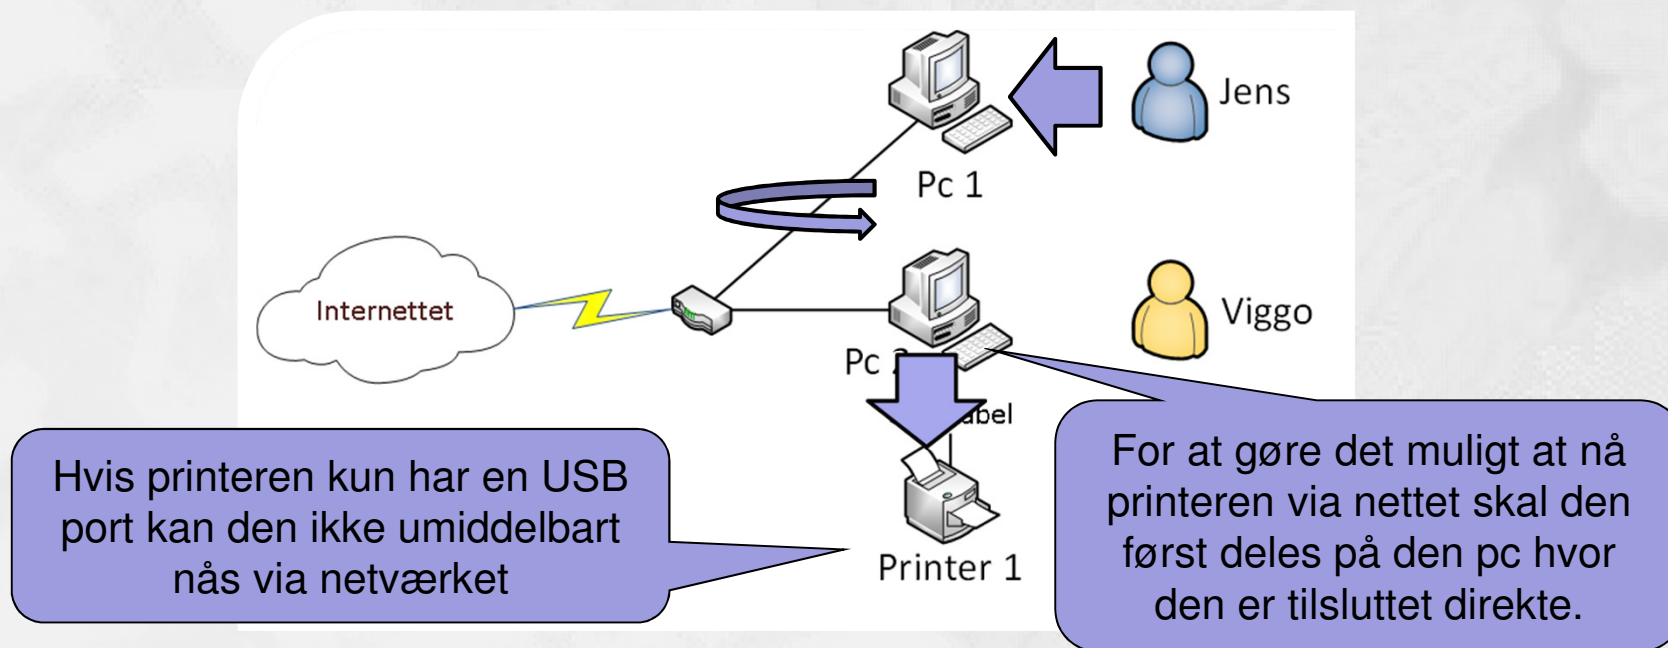 Jens
Pc 1
Internettet
Viggo
Pc
Hvis printeren kun har en USB
port kan den ikke umiddelbart
nås via netværket
Printer 1
For at gøre det muligt at nå
printeren via nettet skal den
først deles på den pc hvor
den er tilsluttet direkte.